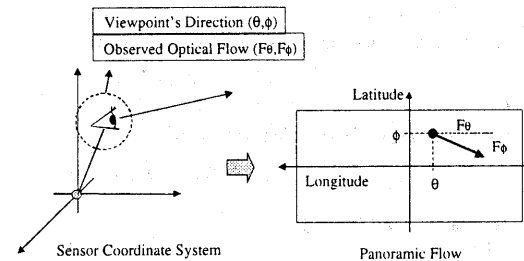 Viewpoint's Direction (θ,ϕ)
Observed Optical Flow (Fθ,Fϕ)
Latitude
ϕ
Fθ
Fϕ
Longitude
θ
Sensor Coordinate System
Panoramic Flow